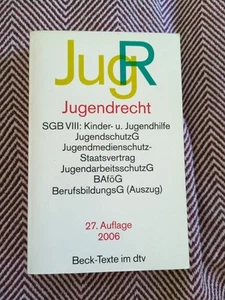 JugR
Jugendrecht
SGB VIII: Kinder- u. Jugendhilfe
JugendschutzG
Jugendmedienschutz-
Staatsvertrag
JugendarbeitsschutzG
BAföG
BerufsbildungsG (Auszug)
27. Auflage
2006
Beck-Texte im dtv